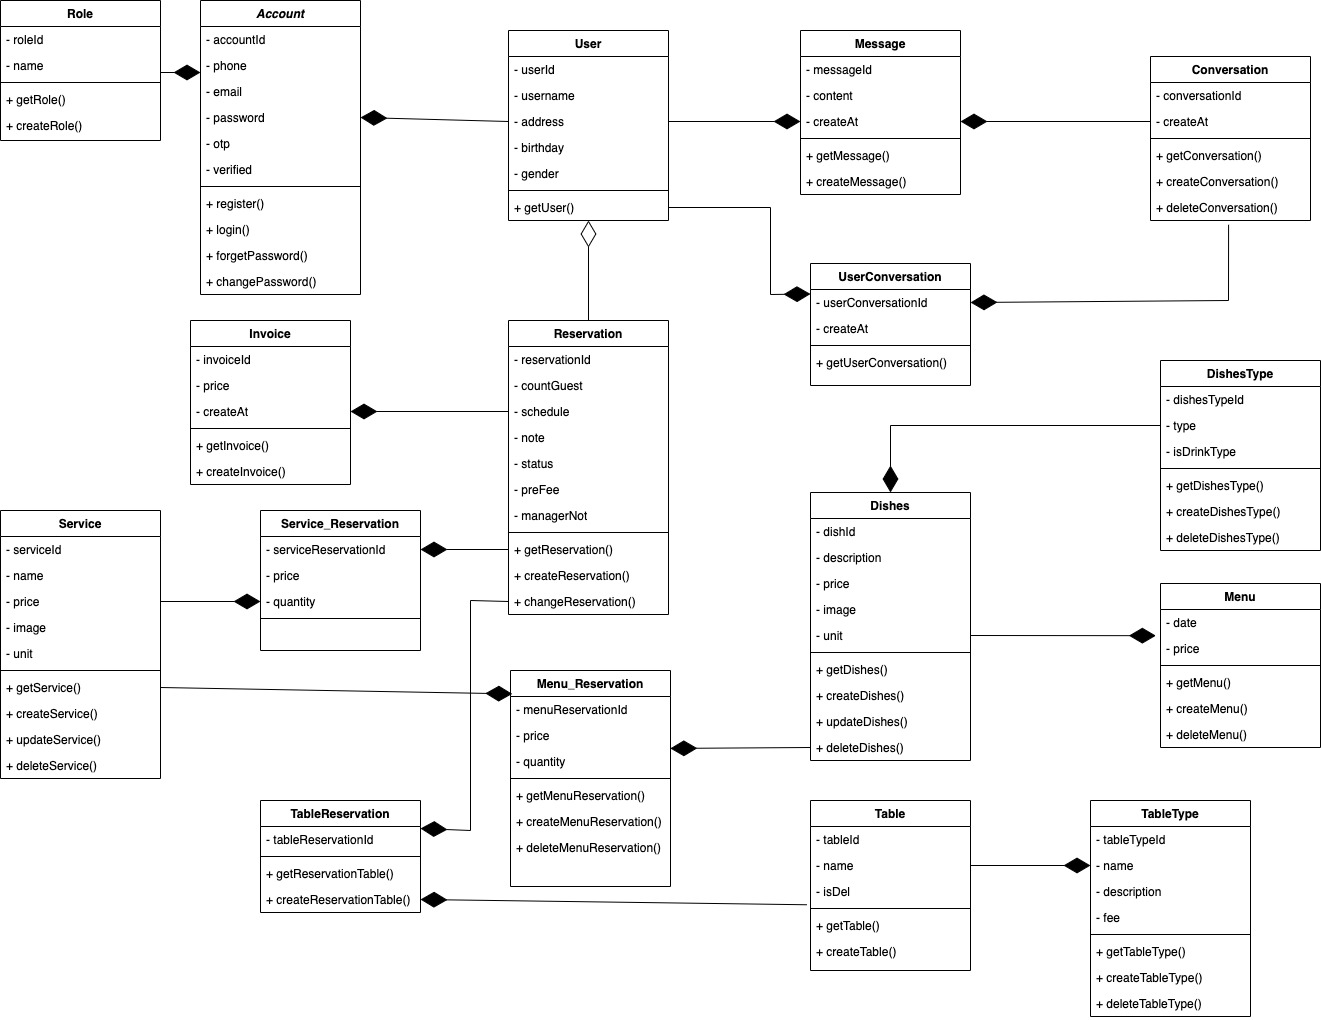 Role
- roleId
- name
+ getRole()
+ createRole()
Account
- accountId
- phone
- email
- password
- otp
- verified
+ register()
+ login()
+ forgetPassword()
+ changePassword()
User
- userId
- username
- address
- birthday
- gender
+ getUser()
Message
- messageId
- content
- createAt
+ getMessage()
+ createMessage()
Conversation
- conversationId
- createAt
+ getConversation()
+ createConversation()
+ deleteConversation()
UserConversation
- userConversationId
- createAt
+ getUserConversation()
Invoice
- invoiceId
- price
- createAt
+ getInvoice()
+ createInvoice()
Reservation
- reservationId
- countGuest
- schedule
- note
- status
- preFee
- managerNot
+ getReservation()
+ createReservation()
+ changeReservation()
DishesType
- dishesTypeId
- type
- isDrinkType
+ getDishesType()
+ createDishesType()
+ deleteDishesType()
Service
- serviceId
- name
- price
- image
- unit
+ getService()
+ createService()
+ updateService()
+ deleteService()
Service_Reservation
- serviceReservationId
- price
- quantity
Dishes
- dishId
- description
- price
- image
- unit
+ getDishes()
+ createDishes()
+ updateDishes()
+ deleteDishes()
Menu
- date
- price
+ getMenu()
+ createMenu()
+ deleteMenu()
Menu_Reservation
- menuReservationId
- price
- quantity
+ getMenuReservation()
+ createMenuReservation()
+ deleteMenuReservation()
TableReservation
- tableReservationId
+ getReservationTable()
+ createReservationTable()
Table
- tableId
- name
- isDel
+ getTable()
+ createTable()
TableType
- tableTypeId
- name
- description
- fee
+ getTableType()
+ createTableType()
+ deleteTableType()